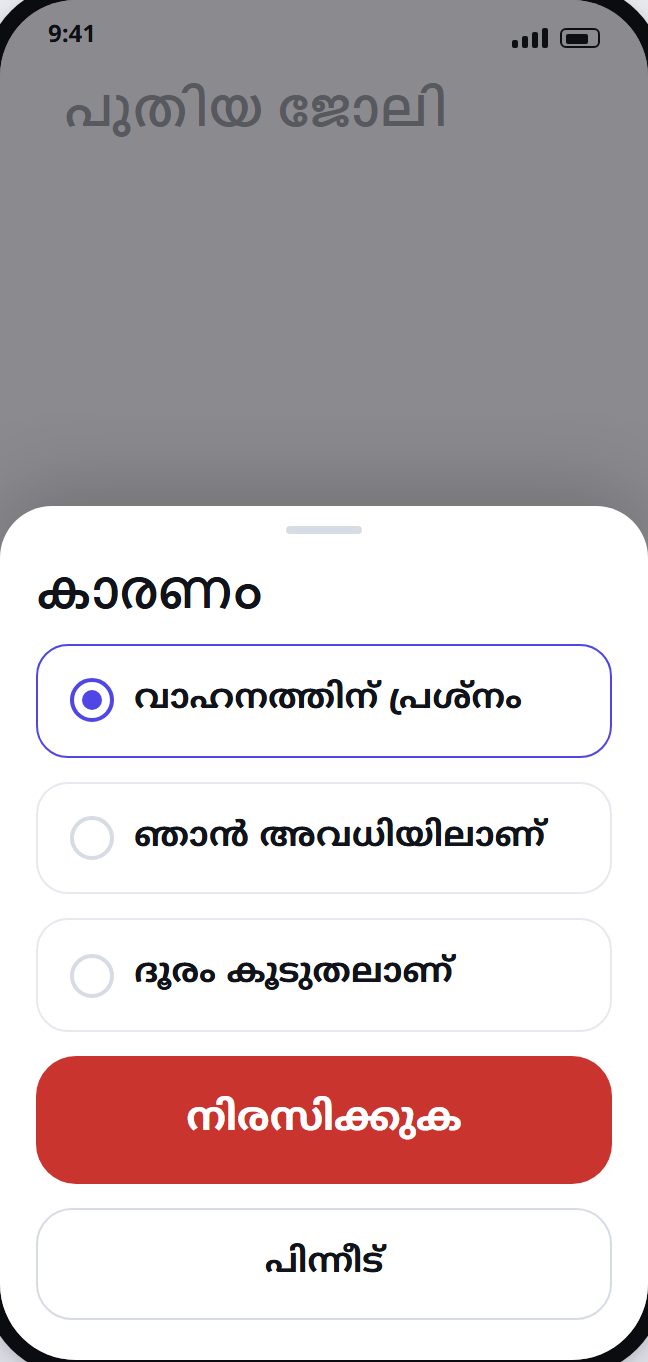 9:41
പുതിയ ജോലി
കാരണം
വാഹനത്തിന് പ്രശ്നം
ഞാൻ അവധിയിലാണ്
ദൂരം കൂടുതലാണ്
നിരസിക്കുക
പിന്നീട്